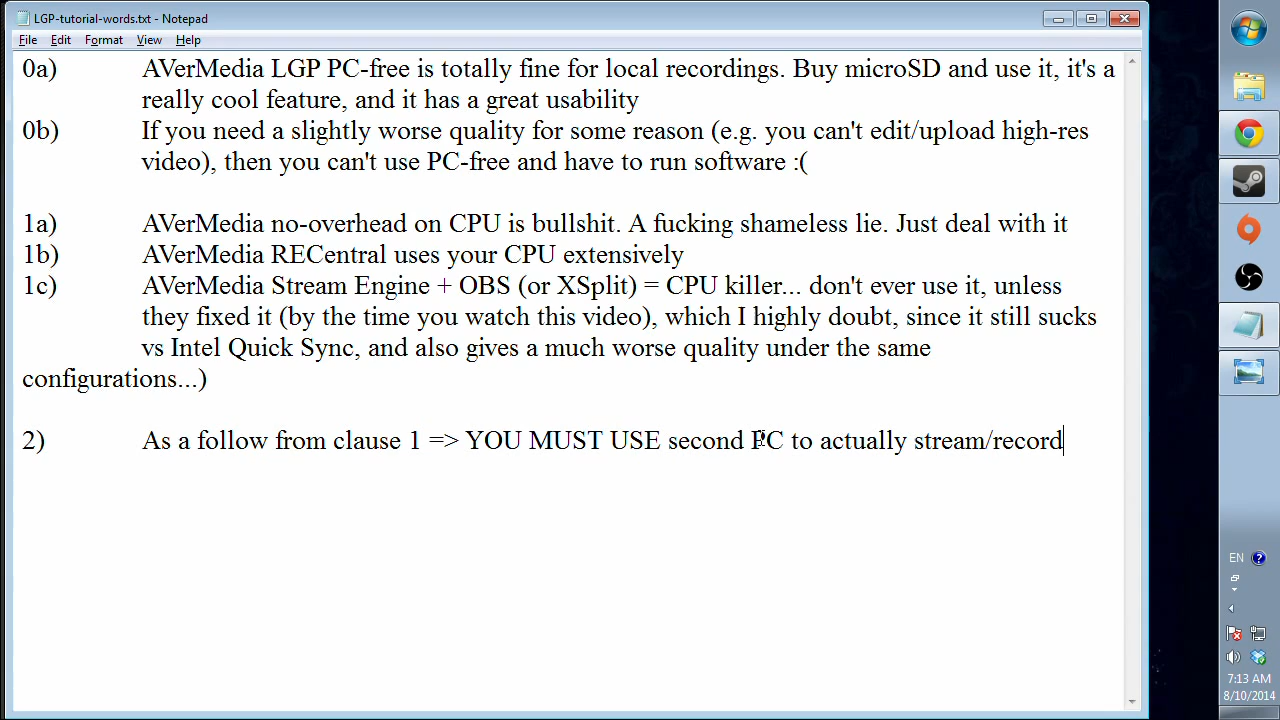 LGP-tutorial-words.txt - Notepad
File Edit Format View Help
0a) AVerMedia LGP PC-free is totally fine for local recordings. Buy microSD and use it, it's a
really cool feature, and it has a great usability
0b) If you need a slightly worse quality for some reason (e.g. you can't edit/upload high-res
video), then you can't use PC-free and have to run software :(
1a) AVerMedia no-overhead on CPU is bullshit. A fucking shameless lie. Just deal with it
1b) AVerMedia RECentral uses your CPU extensively
1c) AVerMedia Stream Engine + OBS (or XSplit) = CPU killer... don't ever use it, unless
they fixed it (by the time you watch this video), which I highly doubt, since it still sucks
vs Intel Quick Sync, and also gives a much worse quality under the same
configurations...)
2) As a follow from clause 1 => YOU MUST USE second PC to actually stream/record
EN
7:13 AM
8/10/2014